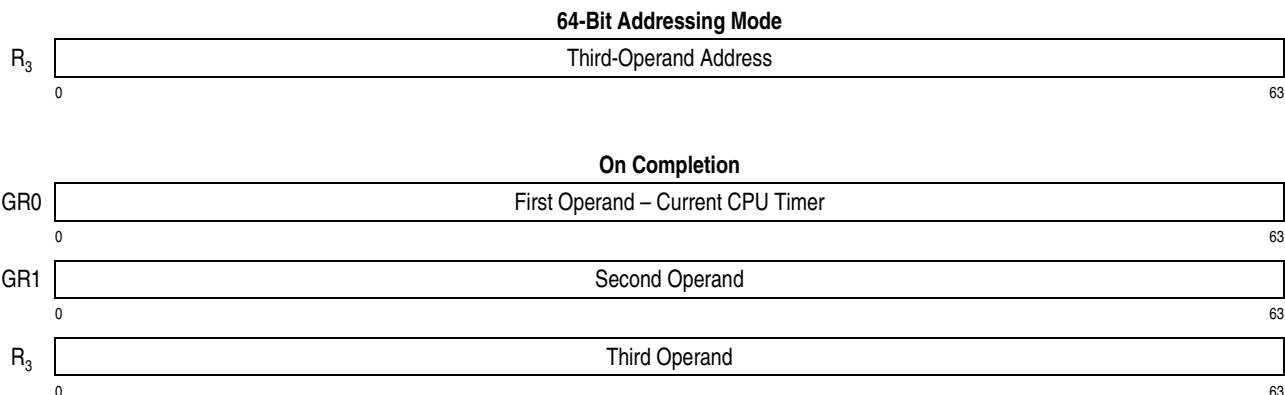 64-Bit Addressing Mode
R₃ Third-Operand Address
0 63
On Completion
GR0 First Operand – Current CPU Timer
0 63
GR1 Second Operand
0 63
R₃ Third Operand
0 63